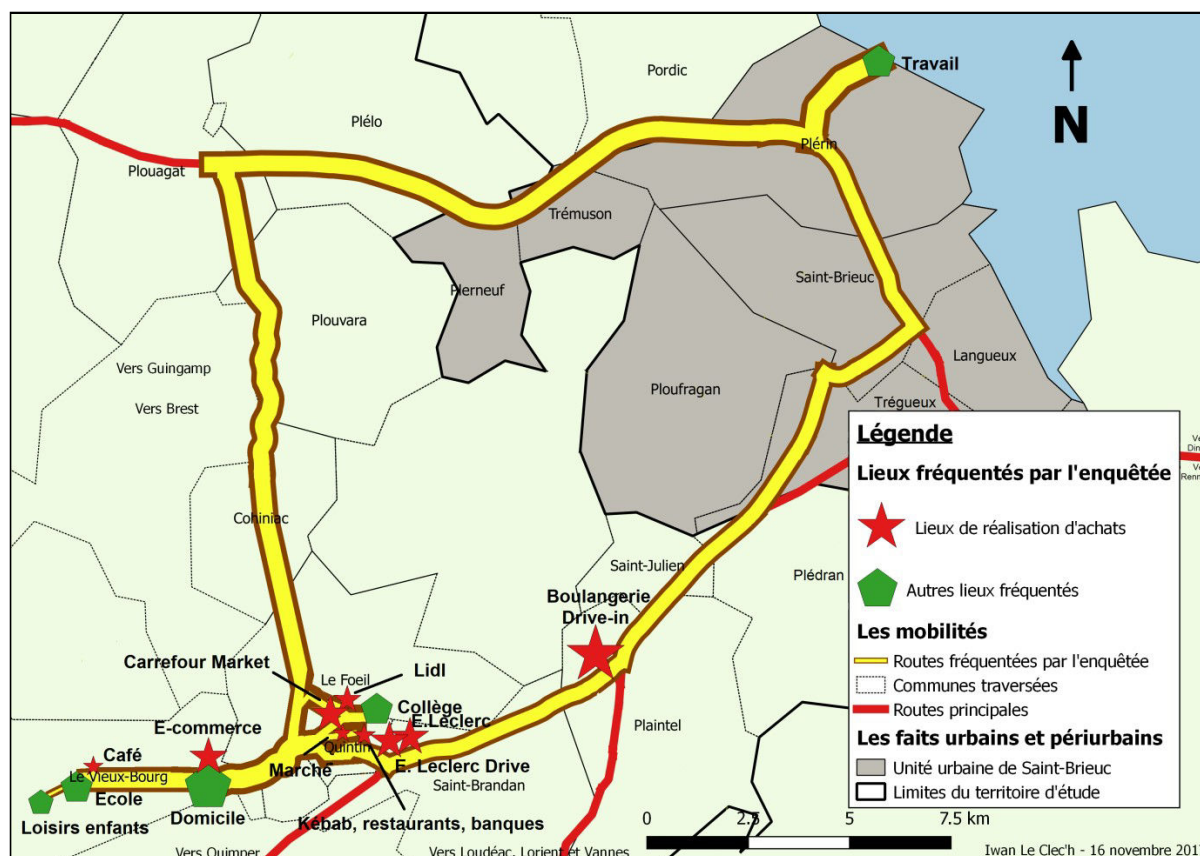 Travail
Pordic
N
Plélo
Plérin
Plouagat
Trémuson
Saint-Brieuc
Plerneuf
Plouvara
Langueux
Vers Guingamp
Ploufragan
Vers Brest
Trégueux
Cohiniac
Saint-Julien
Plédran
Boulangerie
Drive-in
Carrefour Market
Lidl
Le Foeil
Collège
E-commerce
E.Leclerc
Plaintel
Café
Quintin
Marché
E. Leclerc Drive
Le Vieux-Bourg
Saint-Brandan
Ecole
Domicile
Loisirs enfants
Kébab, restaurants, banques
Vers Quimper
Vers Loudéac, Lorient et Vannes
Légende
Lieux fréquentés par l'enquêtée
Lieux de réalisation d'achats
Autres lieux fréquentés
Les mobilités
Routes fréquentées par l'enquêtée
Communes traversées
Routes principales
Les faits urbains et périurbains
Unité urbaine de Saint-Brieuc
Limites du territoire d'étude
0 2.5 5 7.5 km
Iwan Le Clec'h - 16 novembre 201